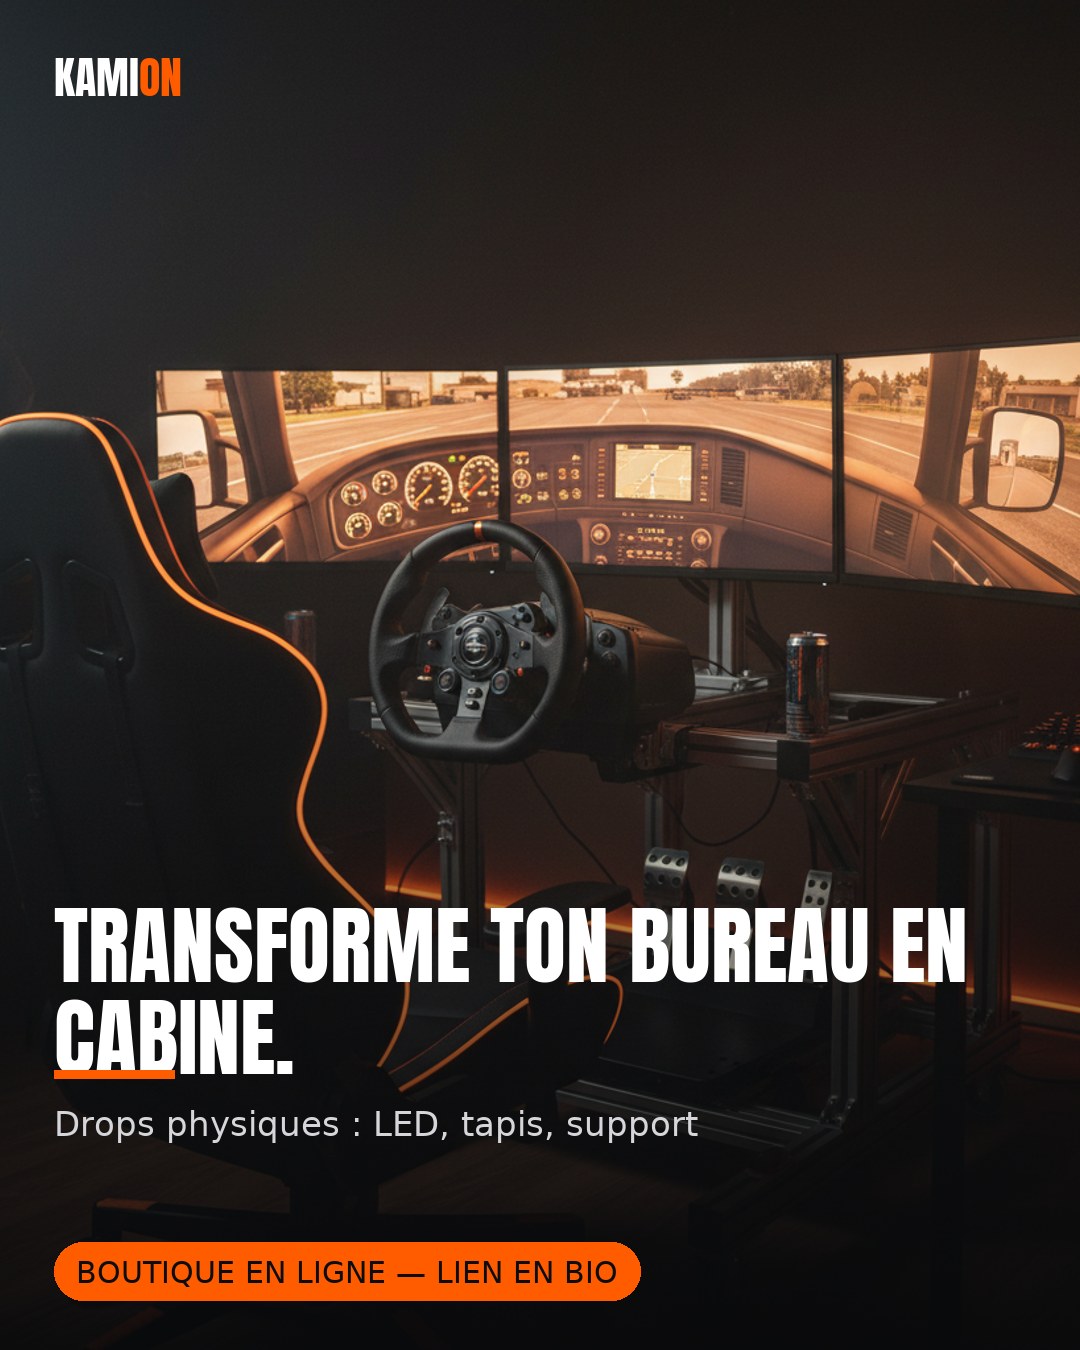 KAMION
TRANSFORME TON BUREAU EN
CABINE.
Drops physiques : LED, tapis, support
BOUTIQUE EN LIGNE — LIEN EN BIO